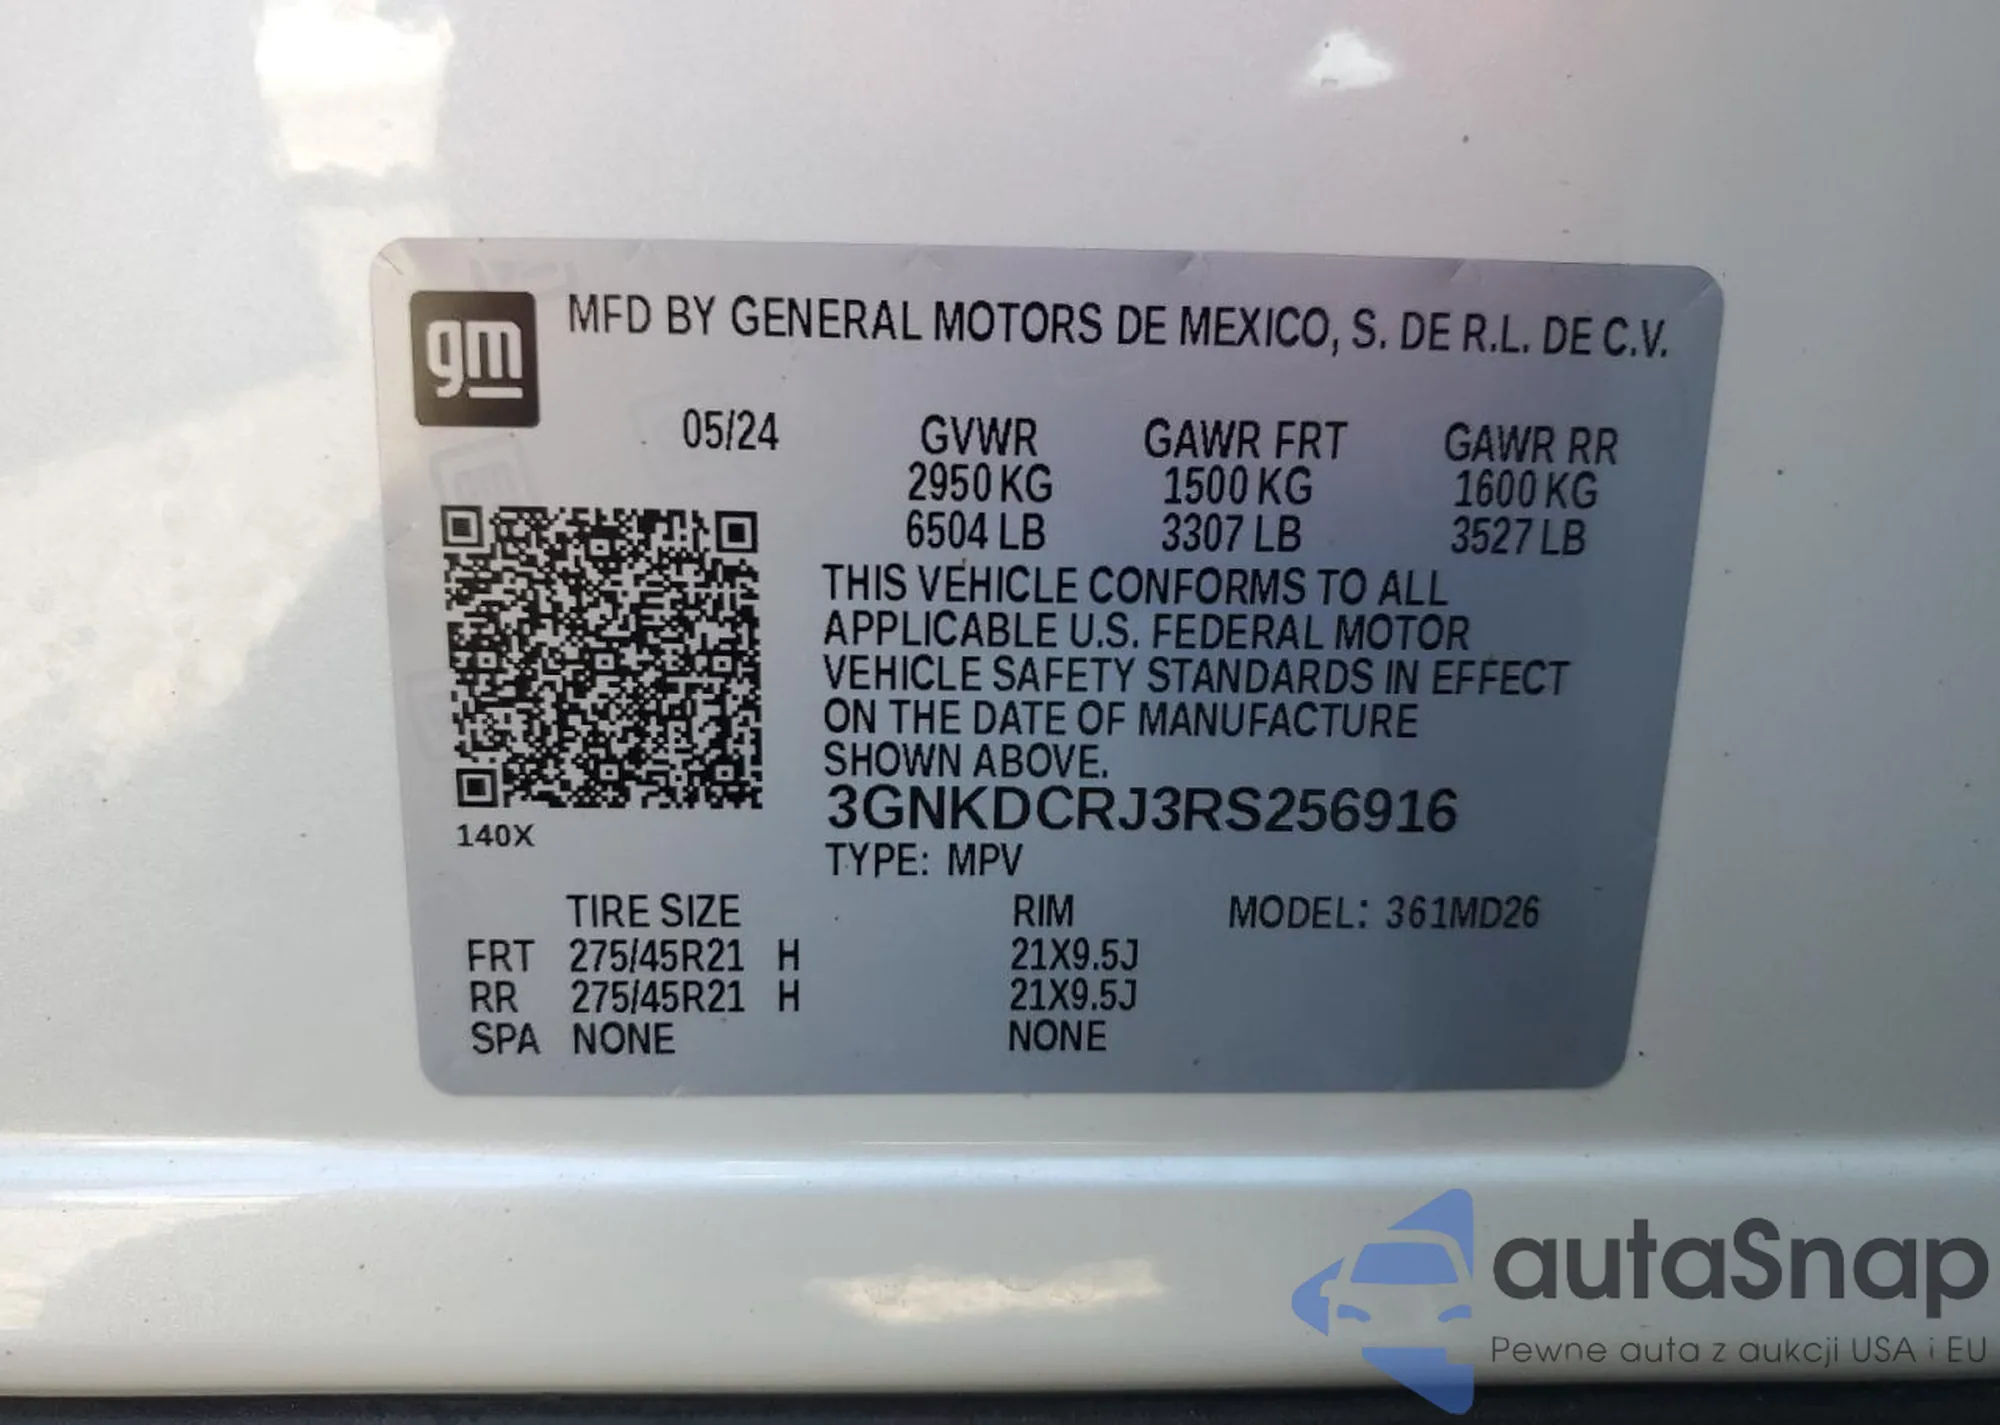 gm
MFD BY GENERAL MOTORS DE MEXICO, S. DE R.L. DE C.V.
05/24 GVWR GAWR FRT GAWR RR
2950 KG 1500 KG 1600 KG
6504 LB 3307 LB 3527 LB
THIS VEHICLE CONFORMS TO ALL
APPLICABLE U.S. FEDERAL MOTOR
VEHICLE SAFETY STANDARDS IN EFFECT
ON THE DATE OF MANUFACTURE
SHOWN ABOVE.
3GNKDCRJ3RS256916
140X
TYPE: MPV
TIRE SIZE RIM MODEL: 361MD26
FRT 275/45R21 H 21X9.5J
RR 275/45R21 H 21X9.5J
SPA NONE NONE
autaSnap
Pewne auta z aukcji USA i EU